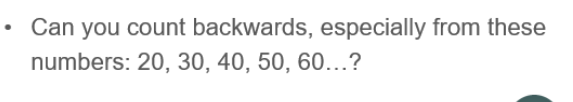 • Can you count backwards, especially from these
numbers: 20, 30, 40, 50, 60…?